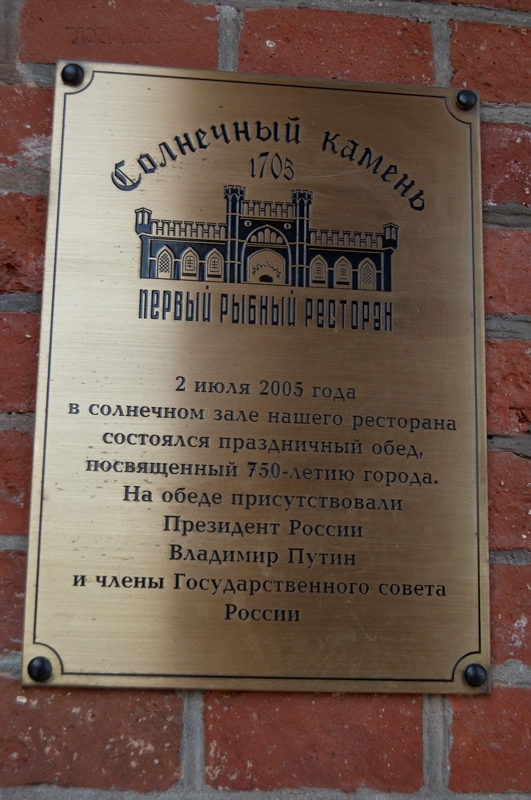 Солнечный камень
1705
первый рыбный ресторан
2 июля 2005 года
в солнечном зале нашего ресторана
состоялся праздничный обед,
посвященный 750-летию города.
На обеде присутствовали
Президент России
Владимир Путин
и члены Государственного совета
России